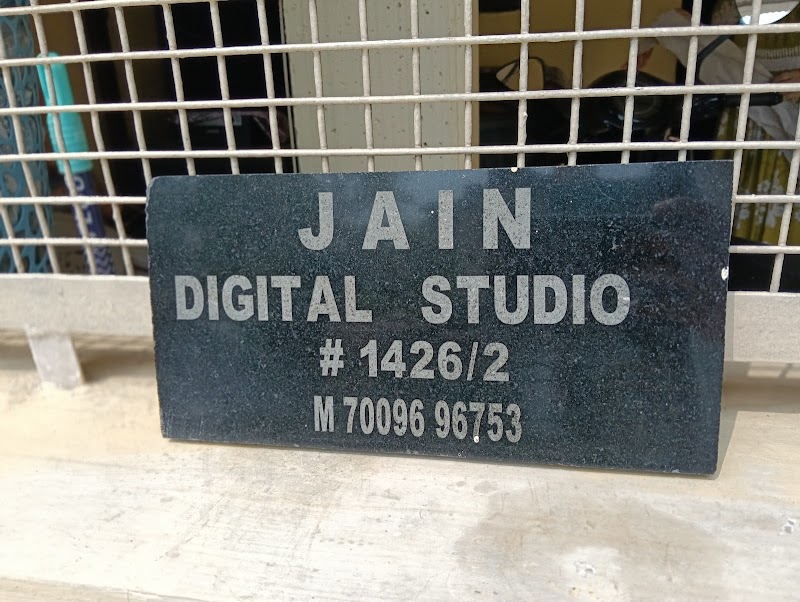 JAIN
DIGITAL STUDIO
# 1426/2
M 70096 96753